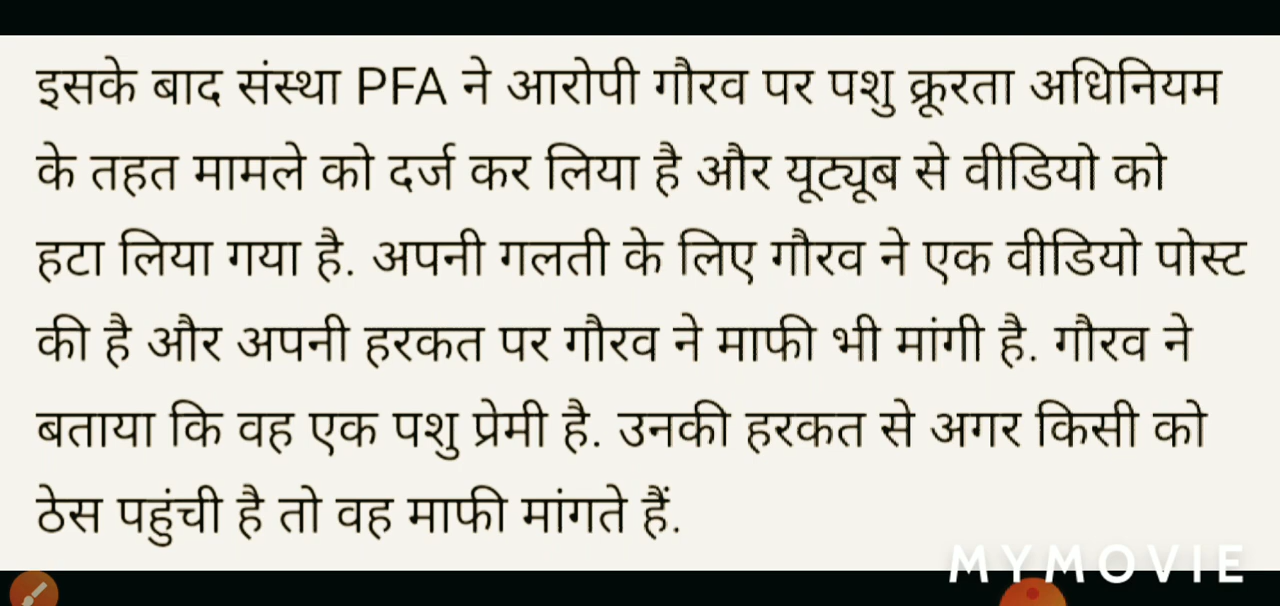 इसके बाद संस्था PFA ने आरोपी गौरव पर पशु क्रूरता अधिनियम
के तहत मामले को दर्ज कर लिया है और यूट्यूब से वीडियो को
हटा लिया गया है. अपनी गलती के लिए गौरव ने एक वीडियो पोस्ट
की है और अपनी हरकत पर गौरव ने माफी भी मांगी है. गौरव ने
बताया कि वह एक पशु प्रेमी है. उनकी हरकत से अगर किसी को
ठेस पहुंची है तो वह माफी मांगते हैं.
MYMOVIE